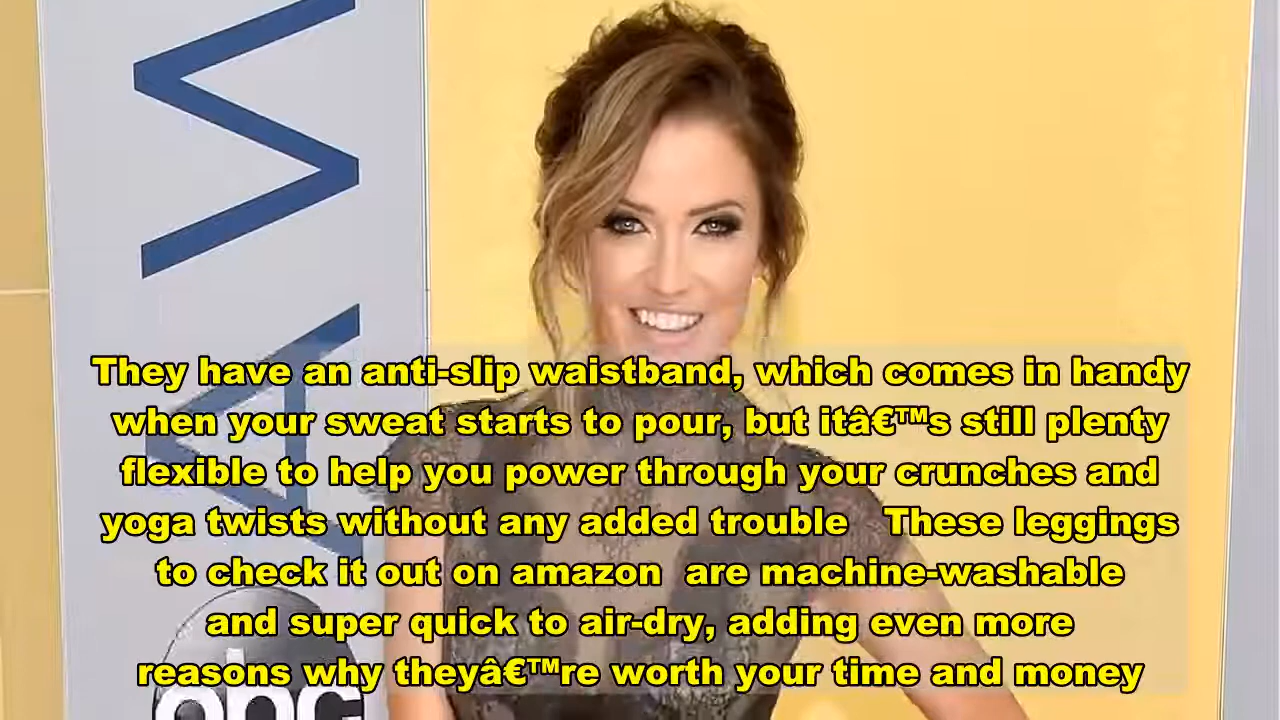 They have an anti-slip waistband, which comes in handy
when your sweat starts to pour, but itâ€™s still plenty
flexible to help you power through your crunches and
yoga twists without any added trouble   These leggings
to check it out on amazon  are machine-washable
and super quick to air-dry, adding even more
reasons why theyâ€™re worth your time and money
abc